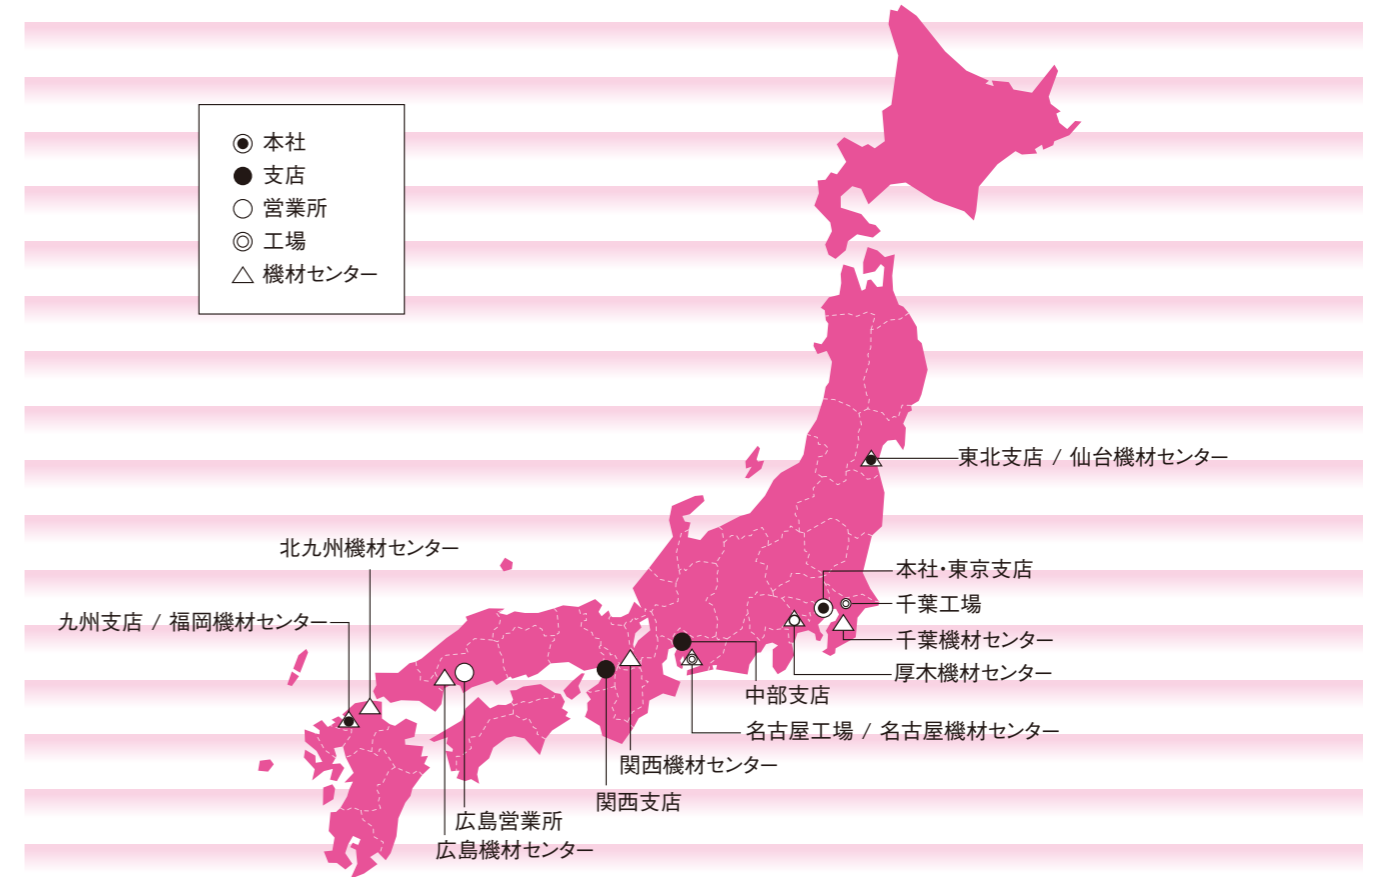 本社
支店
営業所
工場
機材センター
東北支店 / 仙台機材センター
北九州機材センター
本社・東京支店
千葉工場
九州支店 / 福岡機材センター
千葉機材センター
厚木機材センター
中部支店
名古屋工場 / 名古屋機材センター
関西機材センター
関西支店
広島営業所
広島機材センター